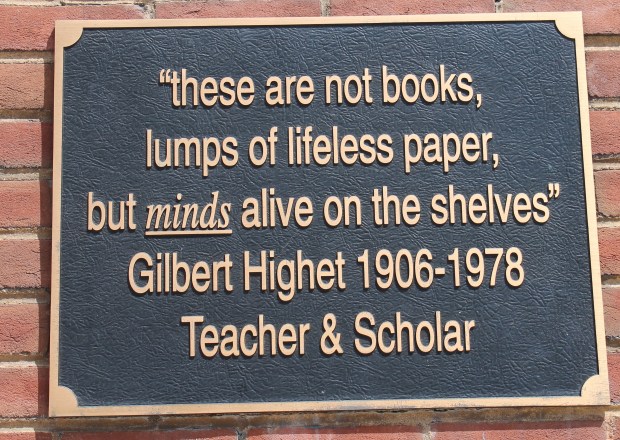 “these are not books,
lumps of lifeless paper,
but minds alive on the shelves”
Gilbert Highet 1906-1978
Teacher & Scholar